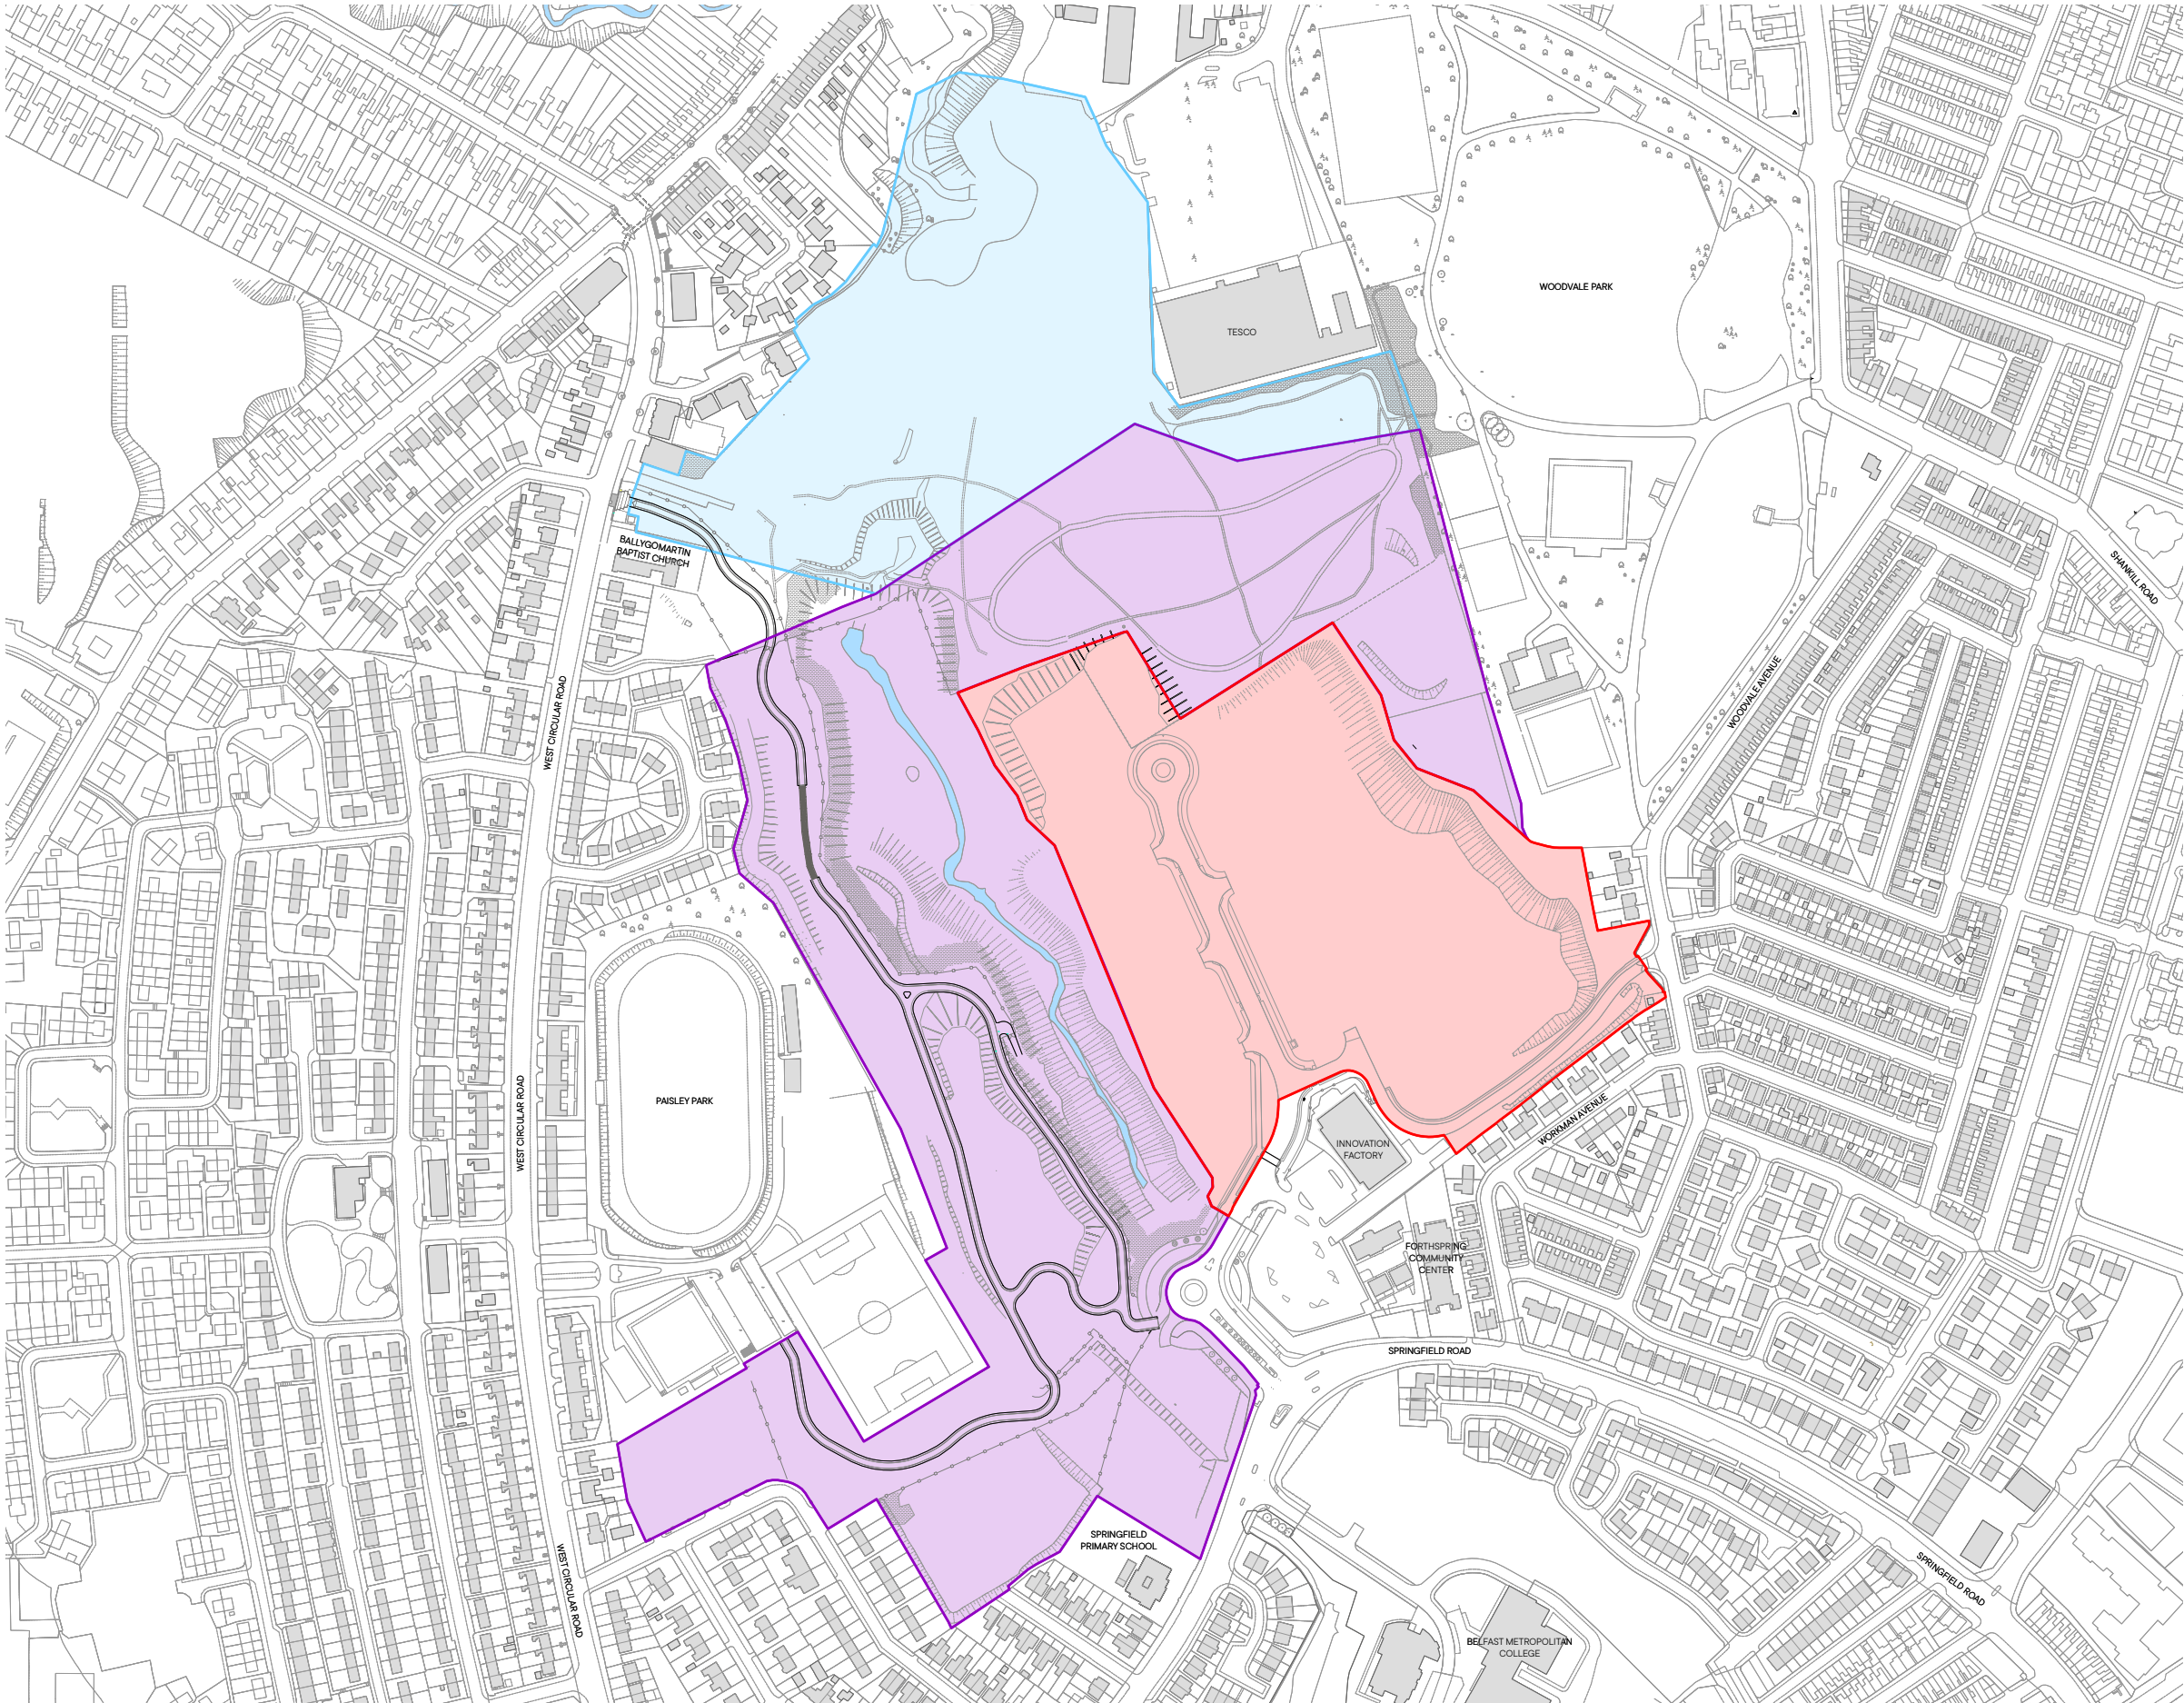 WOODVALE PARK
TESCO
BALLYGOMARTIN
BAPTIST CHURCH
SHANKILL ROAD
WOODVALE AVENUE
WEST CIRCULAR ROAD
WEST CIRCULAR ROAD
PAISLEY PARK
INNOVATION
FACTORY
WORKMAN AVENUE
FORTHSPRING
COMMUNITY
CENTER
SPRINGFIELD ROAD
SPRINGFIELD
PRIMARY SCHOOL
WEST CIRCULAR ROAD
SPRINGFIELD ROAD
BELFAST METROPOLITAN
COLLEGE